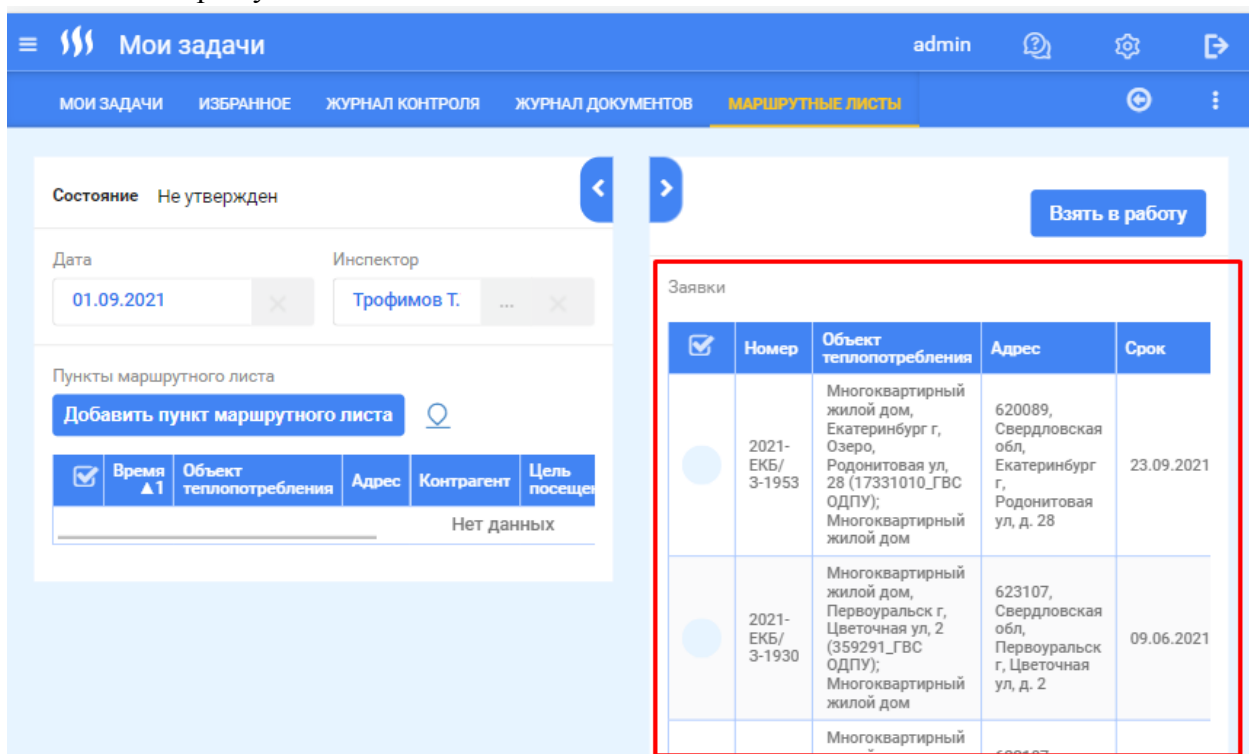 Мои задачи
admin
МОИ ЗАДАЧИ ИЗБРАННОЕ ЖУРНАЛ КОНТРОЛЯ ЖУРНАЛ ДОКУМЕНТОВ МАРШРУТНЫЕ ЛИСТЫ
Состояние Не утвержден
Дата Инспектор
01.09.2021 Трофимов Т. ...
Пункты маршрутного листа
Добавить пункт маршрутного листа
Время ▲1 Объект теплопотребления Адрес Контрагент Цель
Нет данных
Взять в работу
Заявки
Номер Объект теплопотребления Адрес Срок
2021-
ЕКБ/
З-1953
Многоквартирный
жилой дом,
Екатеринбург г,
Озеро,
Родонитовая ул,
28 (17331010_ГВС
ОДПУ);
Многоквартирный
жилой дом
620089,
Свердловская
обл,
Екатеринбург
г,
Родонитовая
ул, д. 28
23.09.2021
2021-
ЕКБ/
З-1930
Многоквартирный
жилой дом,
Первоуральск г,
Цветочная ул, 2
(359291_ГВС
ОДПУ);
Многоквартирный
жилой дом
623107,
Свердловская
обл,
Первоуральск
г, Цветочная
ул, д. 2
09.06.2021
Многоквартирный